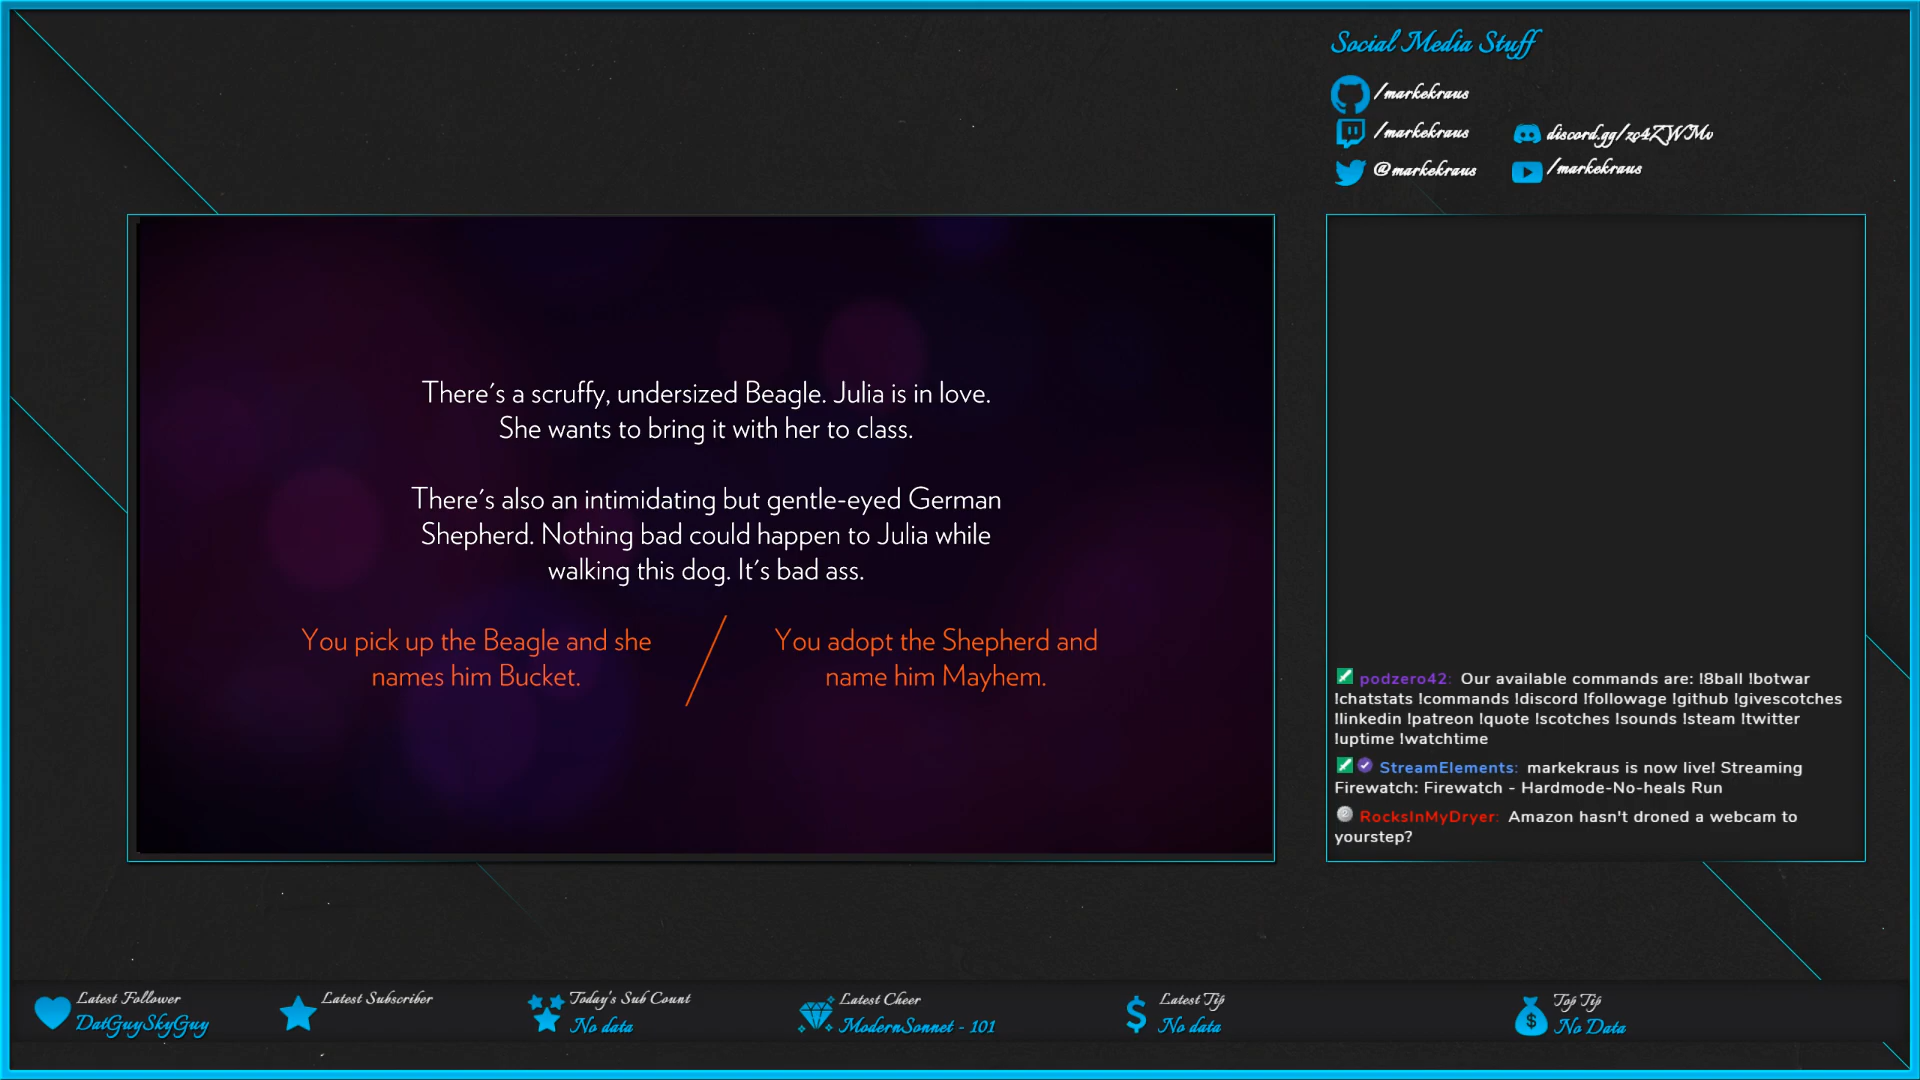 Social Media Stuff
/markekraus
/markekraus
discord.gg/zc4ZWMv
@markekraus
/markekraus
There's a scruffy, undersized Beagle. Julia is in love.
She wants to bring it with her to class.
There's also an intimidating but gentle-eyed German
Shepherd. Nothing bad could happen to Julia while
walking this dog. It's bad ass.
You pick up the Beagle and she
names him Bucket.
/
You adopt the Shepherd and
name him Mayhem.
podzero42: Our available commands are: !8ball !botwar
!chatstats !commands !discord !followage !github !givescotches
!linkedin !patreon !quote !scotches !sounds !steam !twitter
!uptime !watchtime
StreamElements: markekraus is now live! Streaming
Firewatch: Firewatch - Hardmode-No-heals Run
RocksInMyDryer: Amazon hasn't droned a webcam to
yourstep?
Latest Follower
DatGuySkyGuy
Latest Subscriber
Today's Sub Count
No data
Latest Cheer
ModernSonnet - 101
Latest Tip
No data
Top Tip
No Data